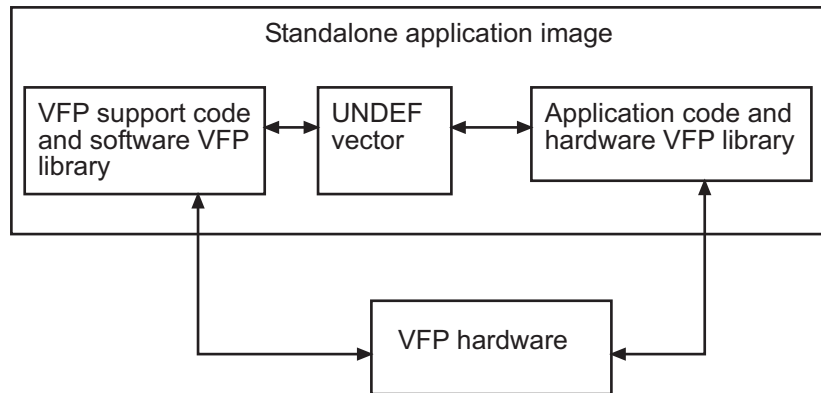 Standalone application image
VFP support code
and software VFP
library
UNDEF
vector
Application code and
hardware VFP library
VFP hardware